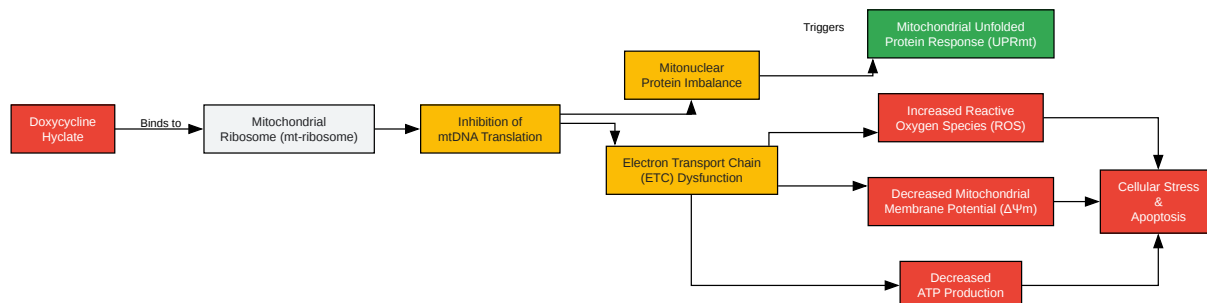 Doxycycline
Hyclate
Binds to
Mitochondrial
Ribosome (mt-ribosome)
Inhibition of
mtDNA Translation
Mitonuclear
Protein Imbalance
Triggers
Mitochondrial Unfolded
Protein Response (UPRmt)
Electron Transport Chain
(ETC) Dysfunction
Increased Reactive
Oxygen Species (ROS)
Decreased Mitochondrial
Membrane Potential (ΔΨm)
Decreased
ATP Production
Cellular Stress
&
Apoptosis